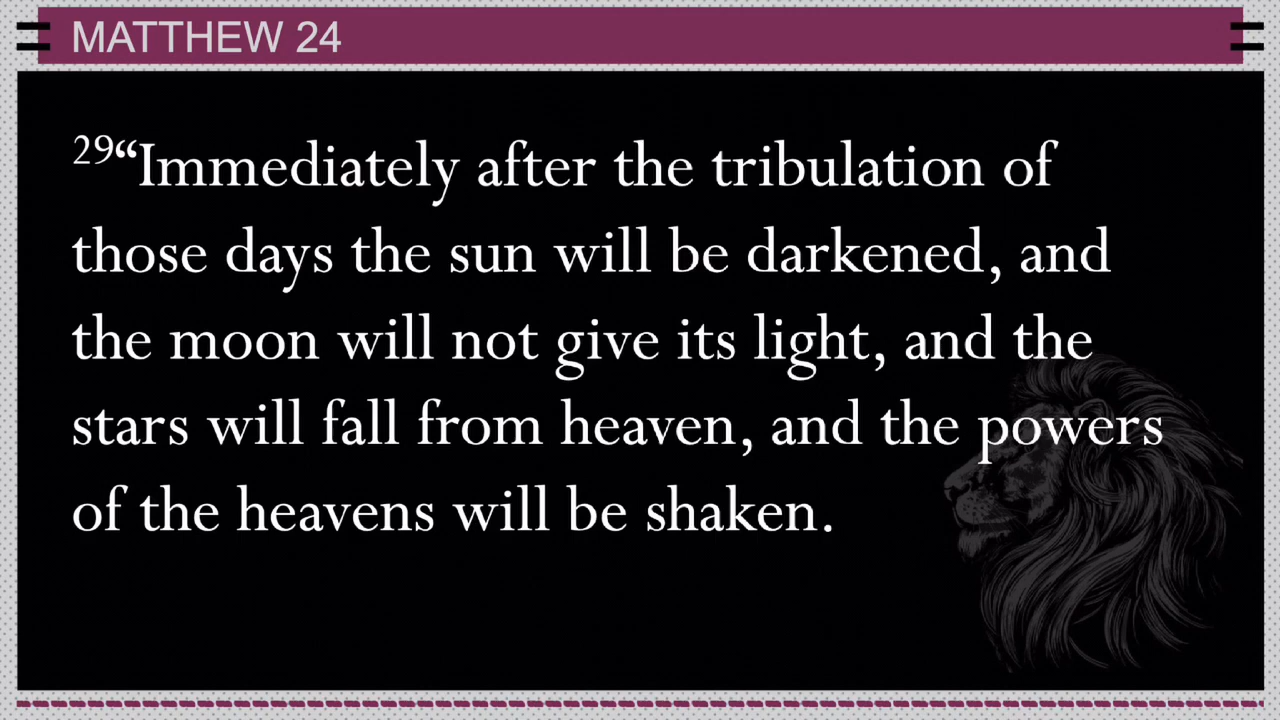 MATTHEW 24
29“Immediately after the tribulation of
those days the sun will be darkened, and
the moon will not give its light, and the
stars will fall from heaven, and the powers
of the heavens will be shaken.